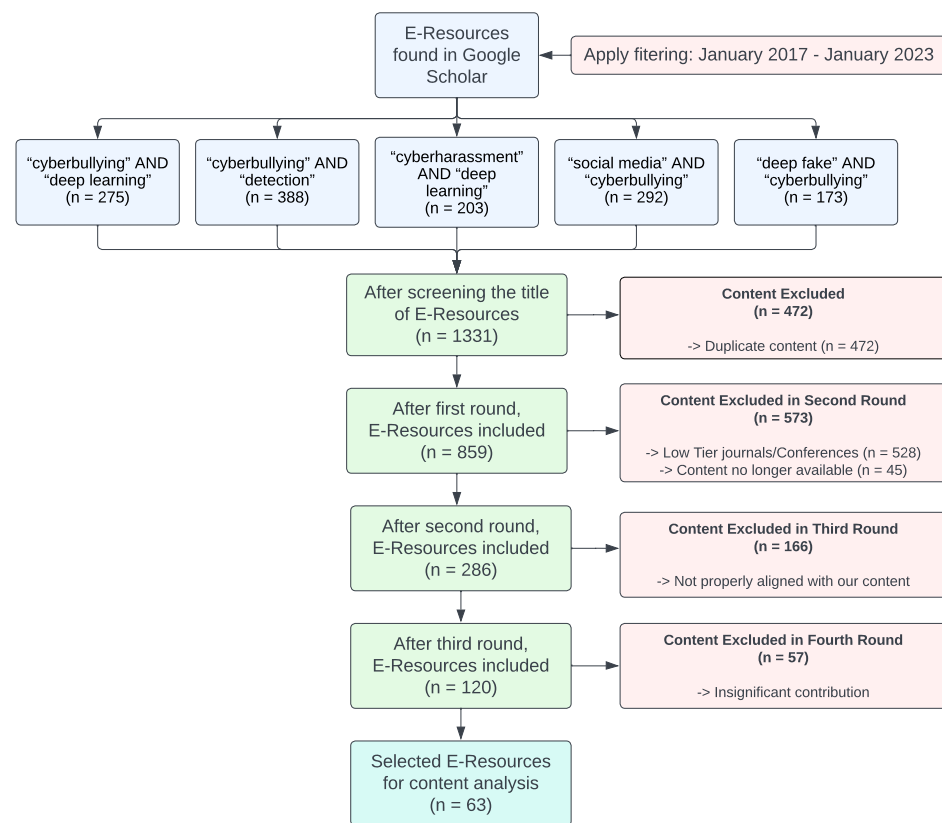 E-Resources
found in Google
Scholar
Apply fitering: January 2017 - January 2023
“cyberbullying” AND
“deep learning”
(n = 275)
“cyberbullying” AND
“detection”
(n = 388)
“cyberharassment”
AND “deep
learning”
(n = 203)
“social media” AND
“cyberbullying”
(n = 292)
“deep fake” AND
“cyberbullying”
(n = 173)
After screening the title
of E-Resources
(n = 1331)
Content Excluded
(n = 472)
-> Duplicate content (n = 472)
After first round,
E-Resources included
(n = 859)
Content Excluded in Second Round
(n = 573)
-> Low Tier journals/Conferences (n = 528)
-> Content no longer available (n = 45)
After second round,
E-Resources included
(n = 286)
Content Excluded in Third Round
(n = 166)
-> Not properly aligned with our content
After third round,
E-Resources included
(n = 120)
Content Excluded in Fourth Round
(n = 57)
-> Insignificant contribution
Selected E-Resources
for content analysis
(n = 63)